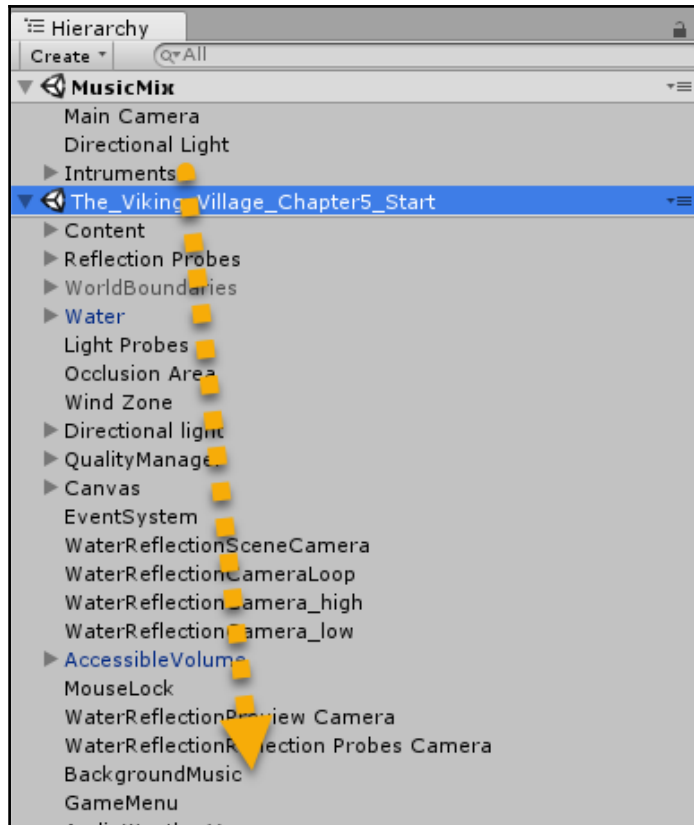 Hierarchy
Create All
MusicMix
Main Camera
Directional Light
Intruments
The_Viking_Village_Chapter5_Start
Content
Reflection Probes
WorldBoundaries
Water
Light Probes
Occlusion Area
Wind Zone
Directional light
QualityManager
Canvas
EventSystem
WaterReflectionSceneCamera
WaterReflectionCameraLoop
WaterReflectionCamera_high
WaterReflectionCamera_low
AccessibleVolume
MouseLock
WaterReflectionPreview Camera
WaterReflectionReflection Probes Camera
BackgroundMusic
GameMenu